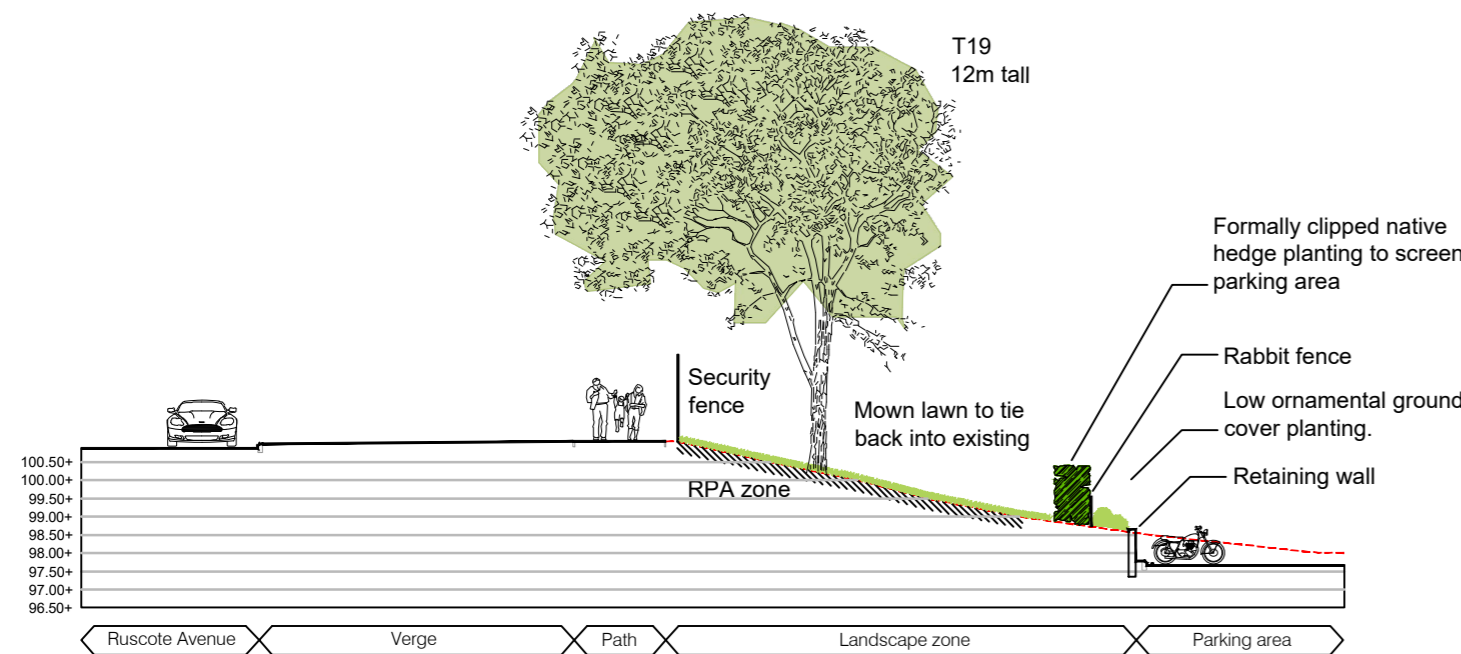 T19
12m tall
Formally clipped native
hedge planting to screen
parking area
Rabbit fence
Low ornamental ground
cover planting.
Retaining wall
Security
fence
Mown lawn to tie
back into existing
RPA zone
100.50+
100.00+
99.50+
99.00+
98.50+
98.00+
97.50+
97.00+
96.50+
Ruscote Avenue
Verge
Path
Landscape zone
Parking area